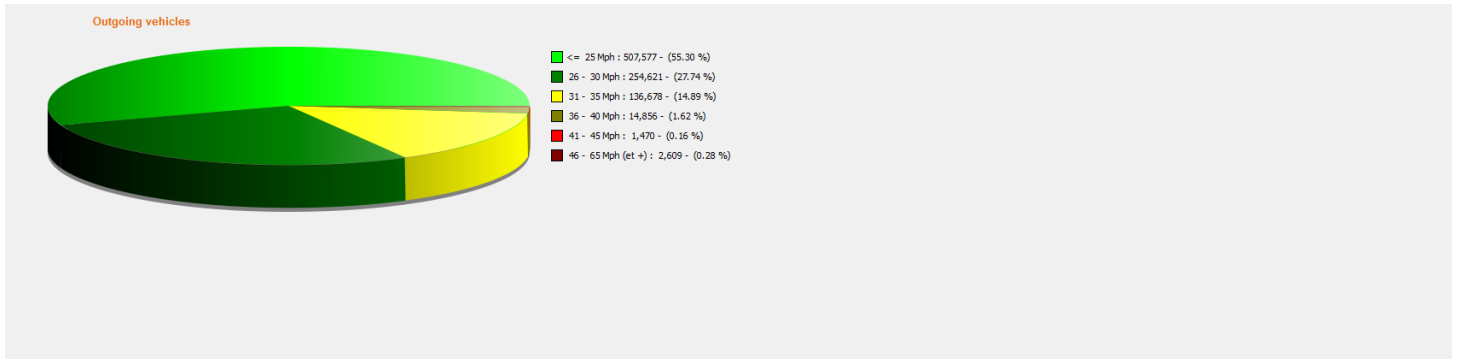 Outgoing vehicles
<= 25 Mph : 507,577 - (55.30 %)
26 - 30 Mph : 254,621 - (27.74 %)
31 - 35 Mph : 136,678 - (14.89 %)
36 - 40 Mph : 14,856 - (1.62 %)
41 - 45 Mph : 1,470 - (0.16 %)
46 - 65 Mph (et +) : 2,609 - (0.28 %)